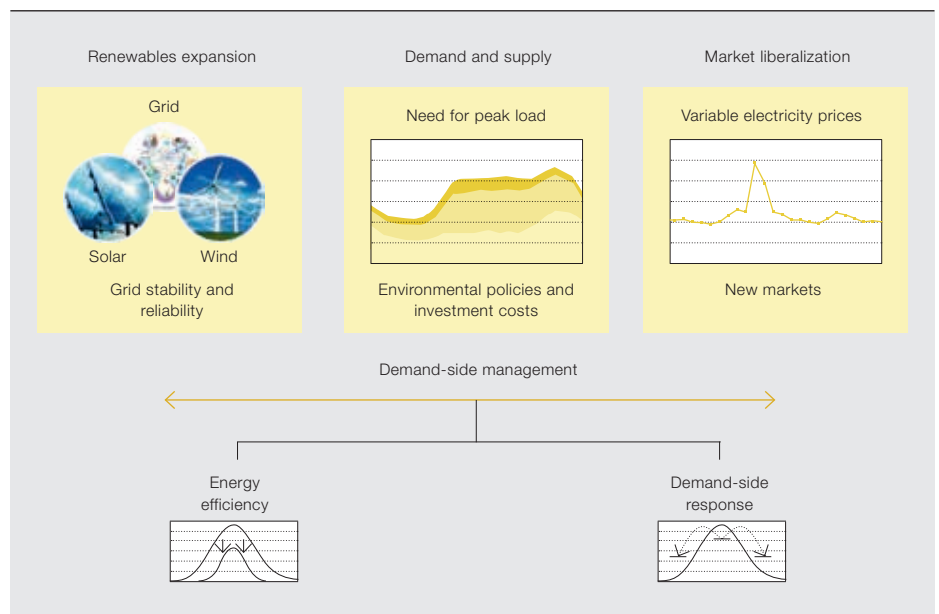 Renewables expansion
Demand and supply
Market liberalization
Grid
Solar
Wind
Grid stability and
reliability
Need for peak load
Environmental policies and
investment costs
Variable electricity prices
New markets
Demand-side management
Energy
efficiency
Demand-side
response